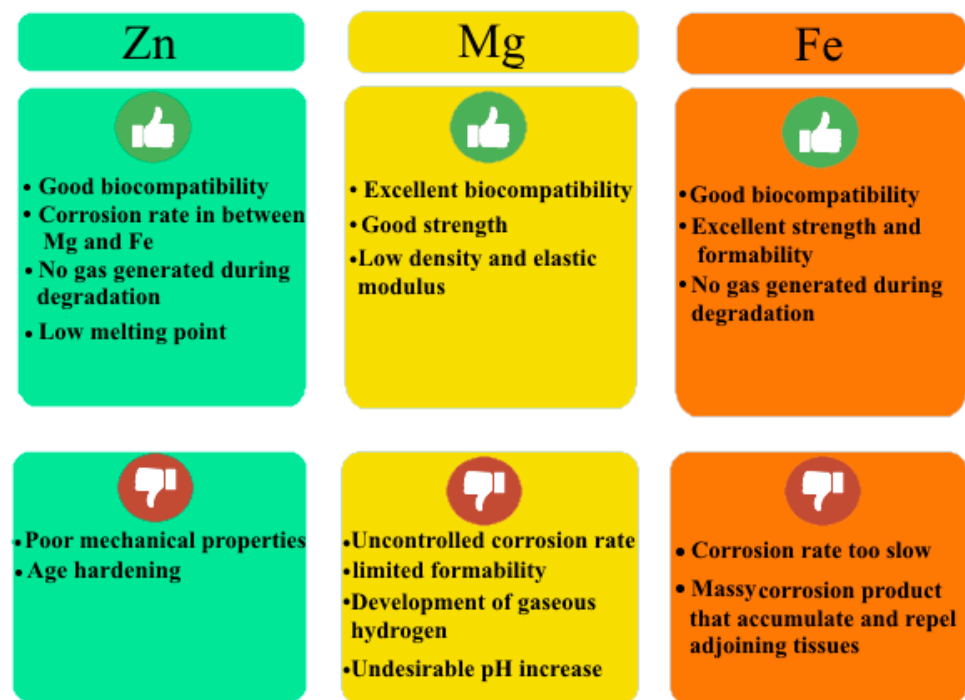 Zn
• Good biocompatibility
• Corrosion rate in between
Mg and Fe
• No gas generated during
degradation
• Low melting point
• Poor mechanical properties
• Age hardening
Mg
• Excellent biocompatibility
• Good strength
• Low density and elastic
modulus
• Uncontrolled corrosion rate
• limited formability
• Development of gaseous
hydrogen
• Undesirable pH increase
Fe
• Good biocompatibility
• Excellent strength and
formability
• No gas generated during
degradation
• Corrosion rate too slow
• Massy corrosion product
that accumulate and repel
adjoining tissues